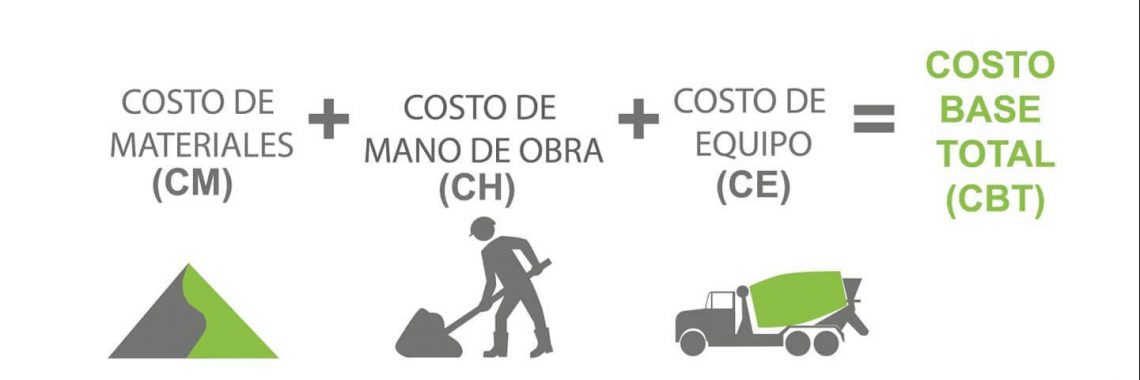 COSTO DE
MATERIALES
(CM)
+
COSTO DE
MANO DE OBRA
(CH)
+
COSTO DE
EQUIPO
(CE)
=
COSTO
BASE
TOTAL
(CBT)